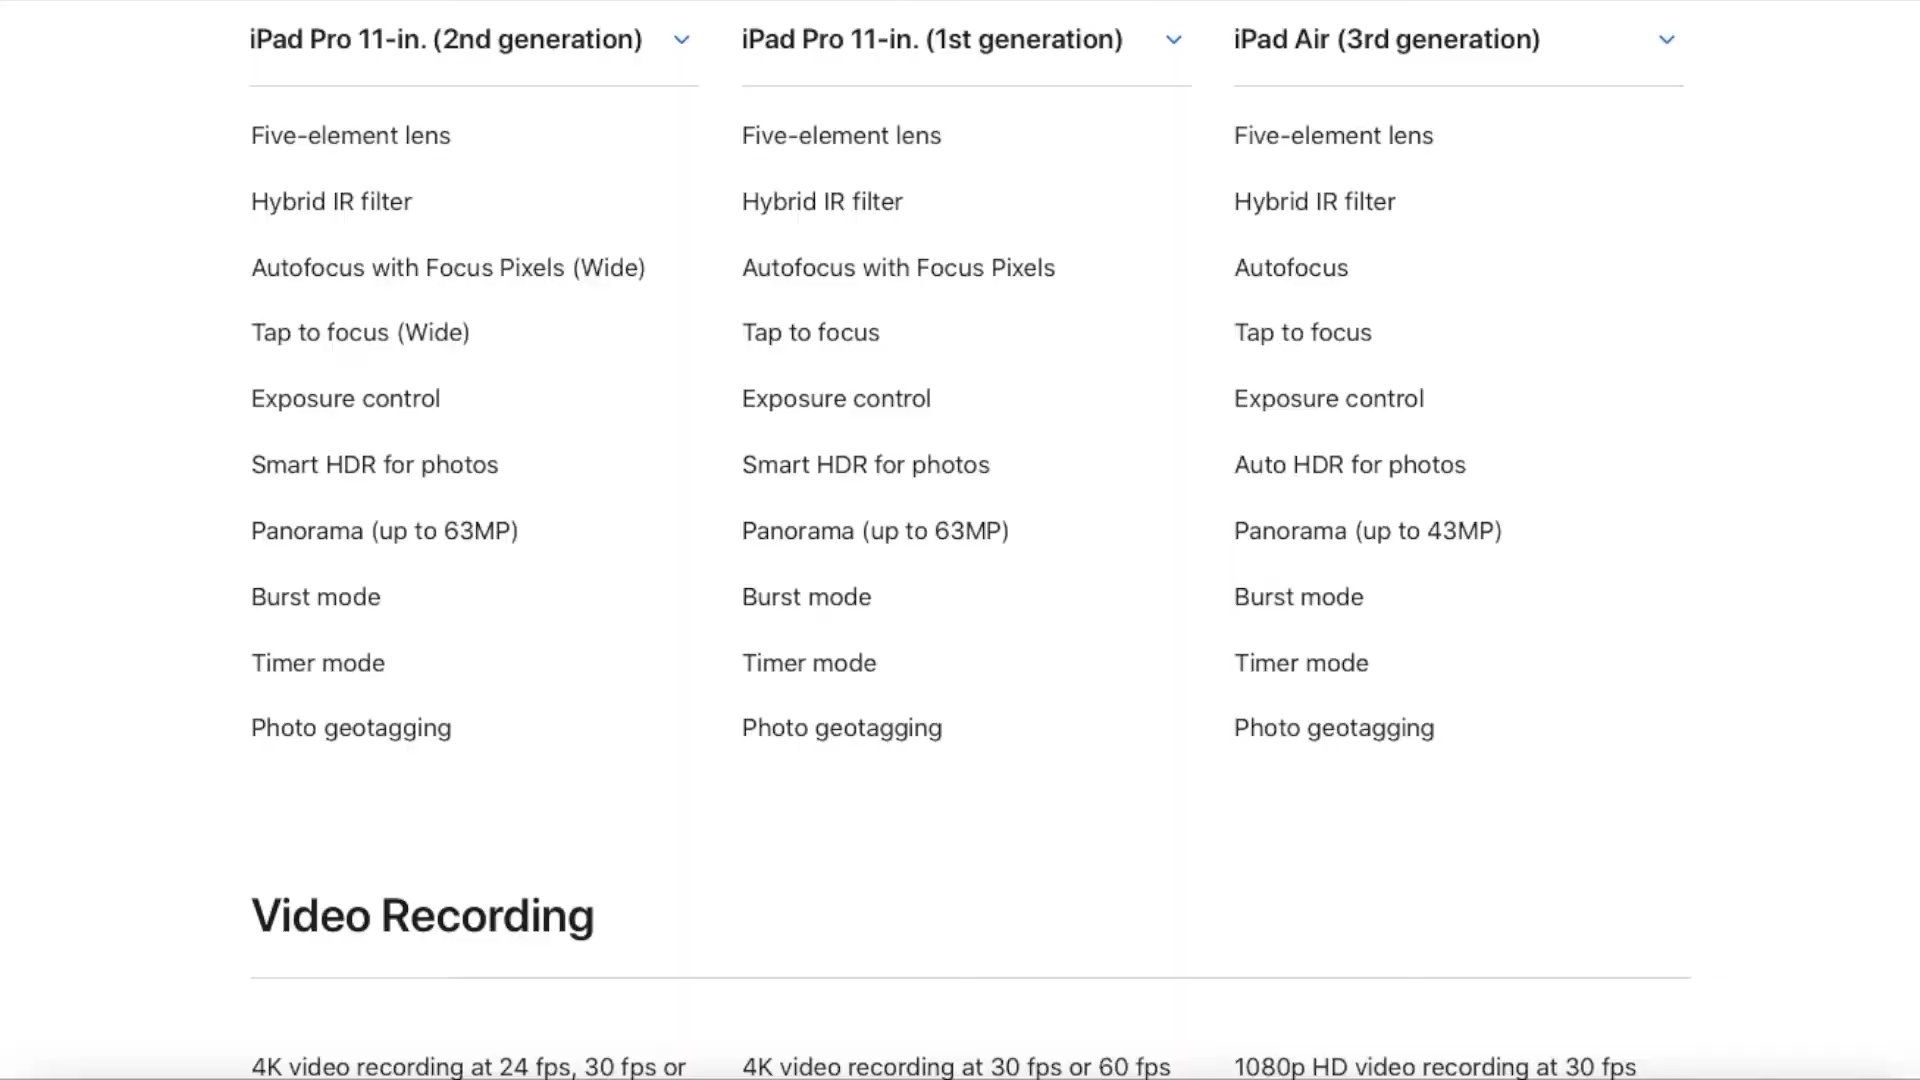 iPad Pro 11-in. (2nd generation) iPad Pro 11-in. (1st generation) iPad Air (3rd generation)
Five-element lens Five-element lens Five-element lens
Hybrid IR filter Hybrid IR filter Hybrid IR filter
Autofocus with Focus Pixels (Wide) Autofocus with Focus Pixels Autofocus
Tap to focus (Wide) Tap to focus Tap to focus
Exposure control Exposure control Exposure control
Smart HDR for photos Smart HDR for photos Auto HDR for photos
Panorama (up to 63MP) Panorama (up to 63MP) Panorama (up to 43MP)
Burst mode Burst mode Burst mode
Timer mode Timer mode Timer mode
Photo geotagging Photo geotagging Photo geotagging
Video Recording
4K video recording at 24 fps, 30 fps or 4K video recording at 30 fps or 60 fps 1080p HD video recording at 30 fps